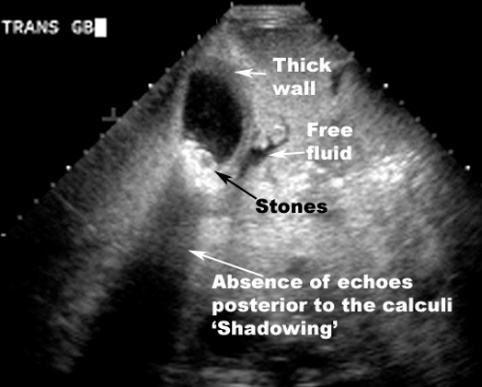 TRANS GB
Thick
wall
Free
fluid
Stones
Absence of echoes
posterior to the calculi
‘Shadowing’